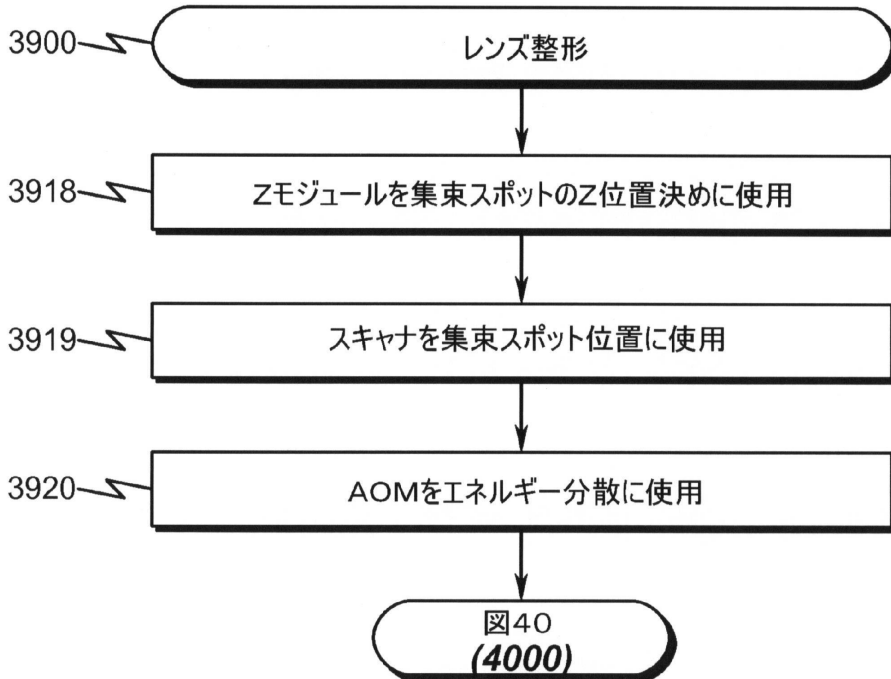 3900
レンズ整形
3918
Zモジュールを集束スポットのZ位置決めに使用
3919
スキャナを集束スポット位置に使用
3920
AOMをエネルギー分散に使用
図40
(4000)